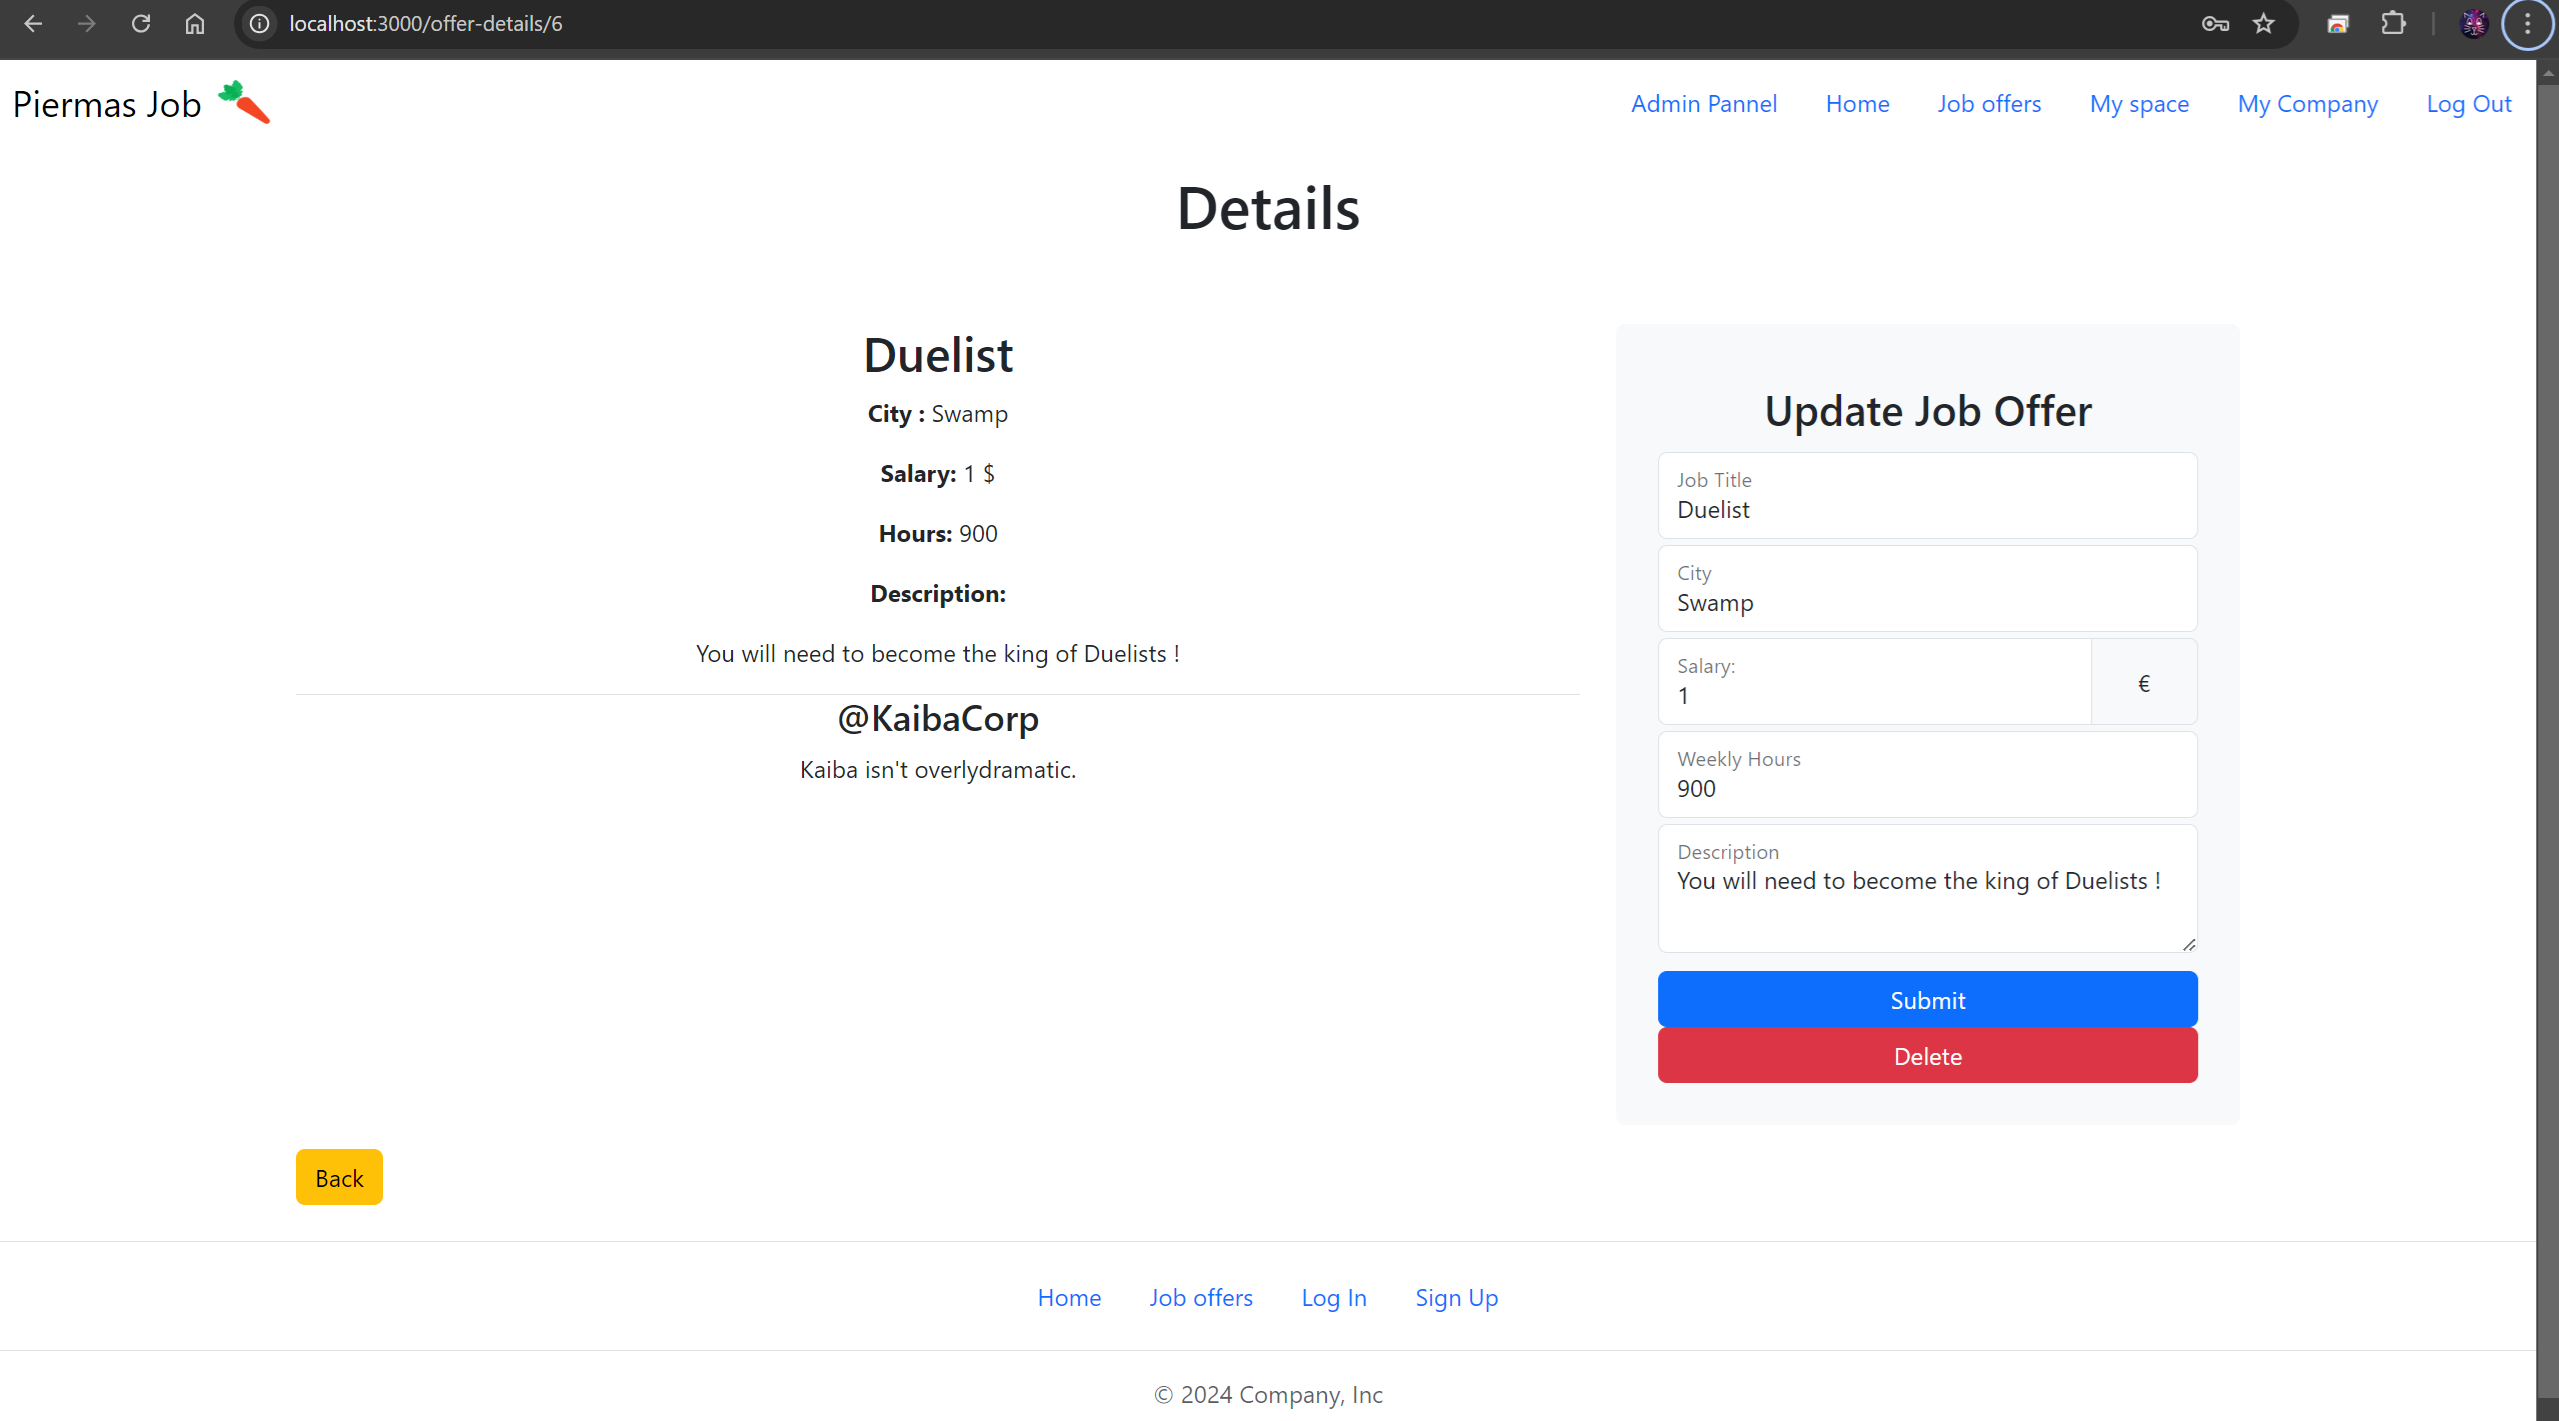 localhost:3000/offer-details/6
Piermas Job
Admin Pannel Home Job offers My space My Company Log Out
Details
Duelist
City : Swamp
Salary: 1 $
Hours: 900
Description:
You will need to become the king of Duelists !
@KaibaCorp
Kaiba isn't overlydramatic.
Update Job Offer
Job Title
Duelist
City
Swamp
Salary:
1
€
Weekly Hours
900
Description
You will need to become the king of Duelists !
Submit
Delete
Back
Home Job offers Log In Sign Up
© 2024 Company, Inc